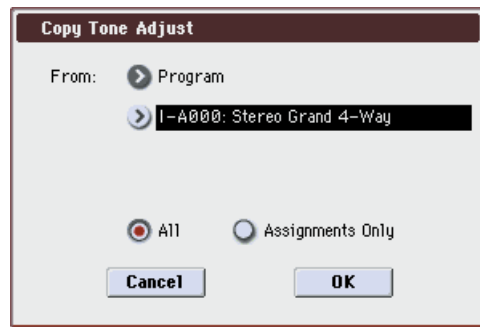 Copy Tone Adjust
From: Program
I-A000: Stereo Grand 4-Way
All Assignments Only
Cancel OK